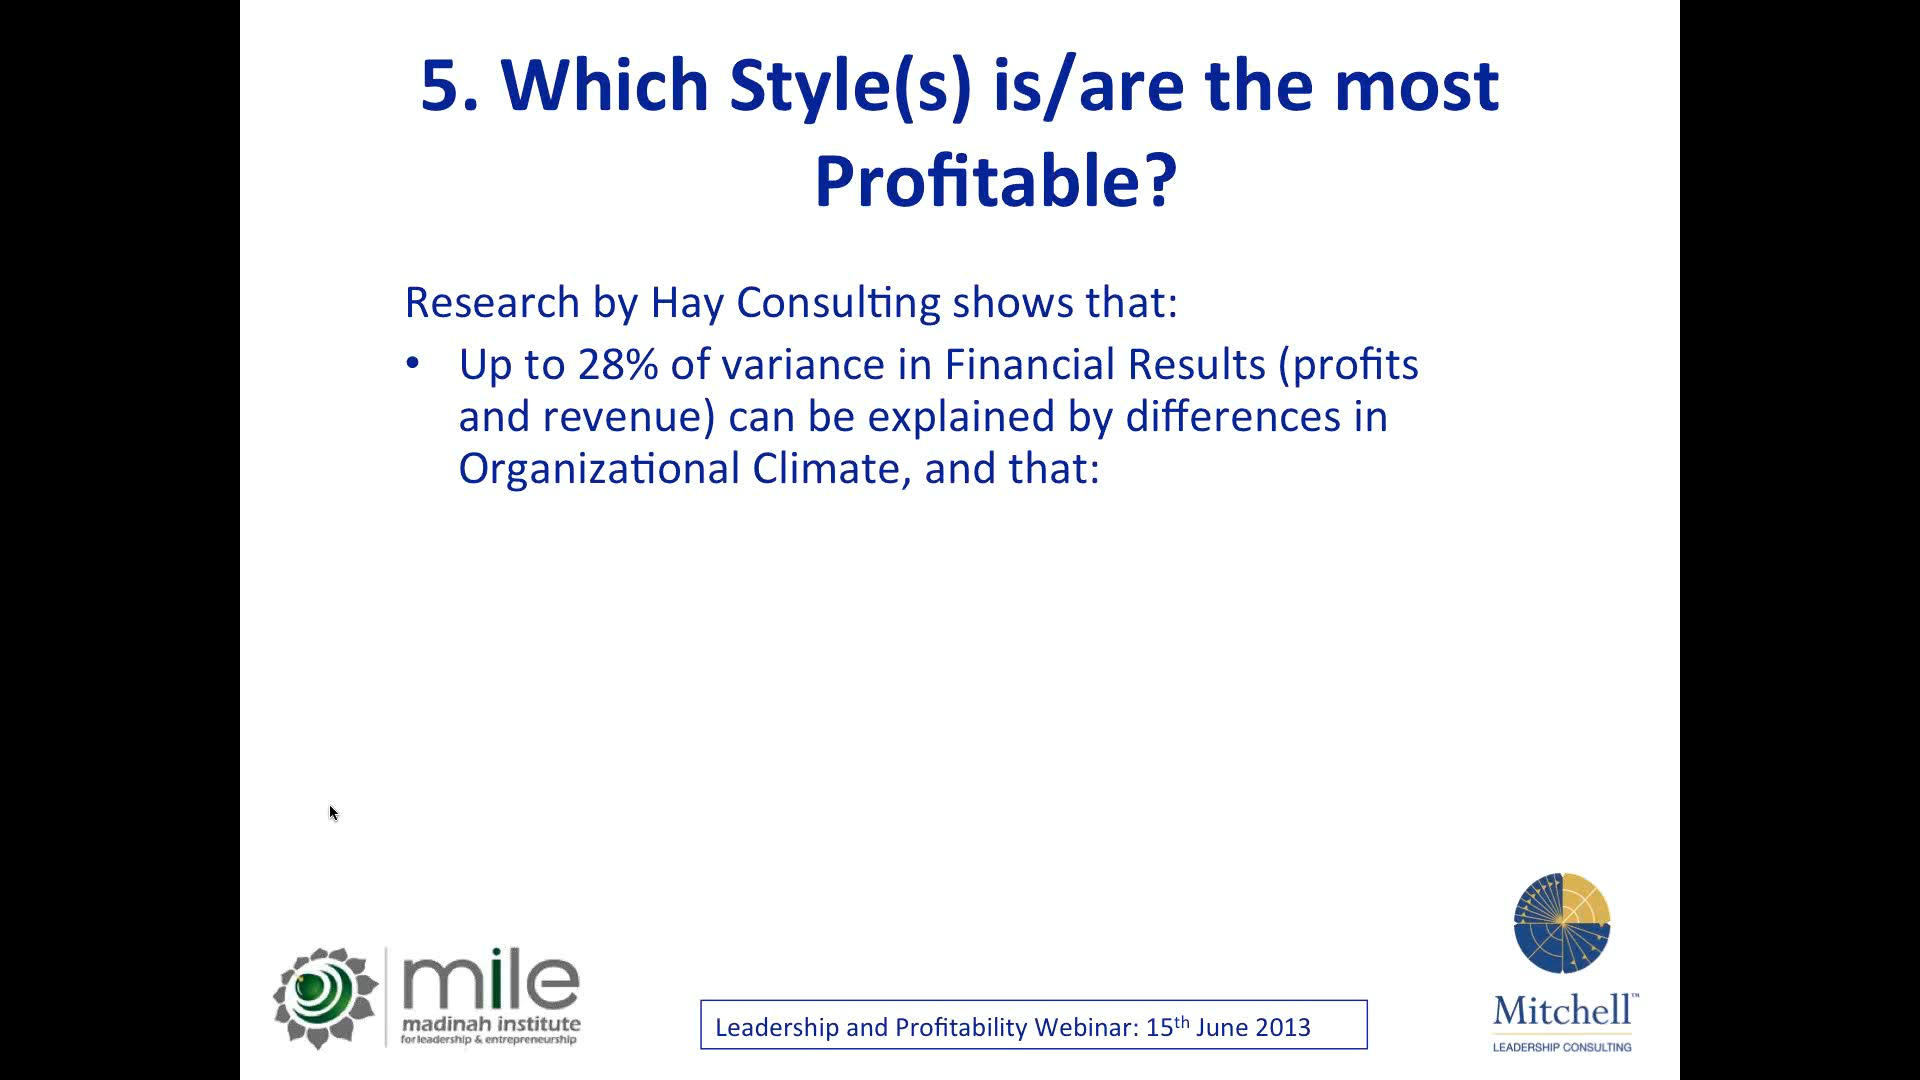 5. Which Style(s) is/are the most
Profitable?
Research by Hay Consulting shows that:
• Up to 28% of variance in Financial Results (profits
and revenue) can be explained by differences in
Organizational Climate, and that:
mile
madinah institute
for leadership & entrepreneurship
Leadership and Profitability Webinar: 15th June 2013
Mitchell™
LEADERSHIP CONSULTING